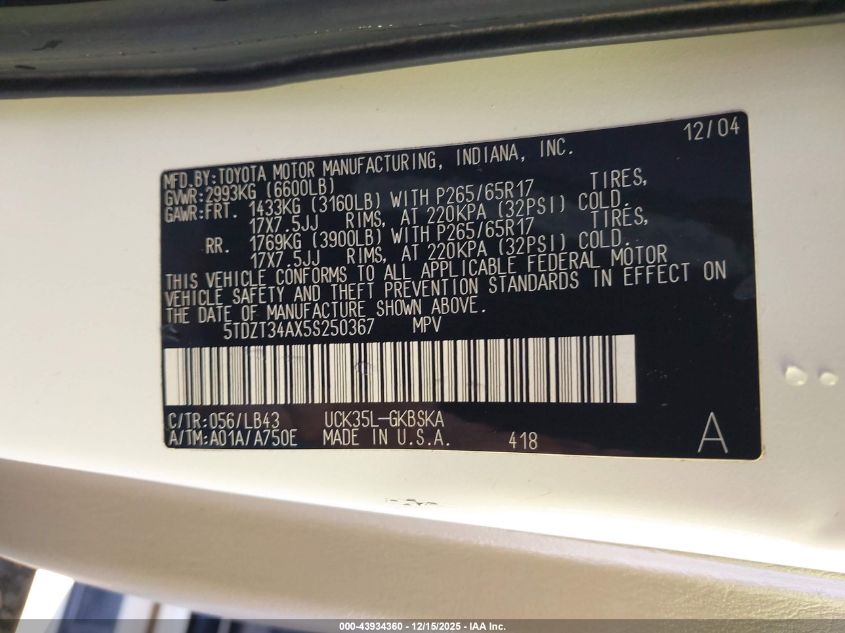 12/04
MFD.BY:TOYOTA MOTOR MANUFACTURING, INDIANA, INC.
GVWR:2993KG (6600LB)
GAWR:FRT. 1433KG (3160LB) WITH P265/65R17 TIRES,
17X7.5JJ RIMS, AT 220KPA (32PSI) COLD.
RR. 1769KG (3900LB) WITH P265/65R17 TIRES,
17X7.5JJ RIMS, AT 220KPA (32PSI) COLD.
THIS VEHICLE CONFORMS TO ALL APPLICABLE FEDERAL MOTOR
VEHICLE SAFETY AND THEFT PREVENTION STANDARDS IN EFFECT ON
THE DATE OF MANUFACTURE SHOWN ABOVE.
5TDZT34AX5S250367 MPV
C/TR:056/LB43 UCK35L-GKBSKA
A/TM:A01A/A750E MADE IN U.S.A. 418 A
000-43934360 - 12/15/2025 - IAA Inc.